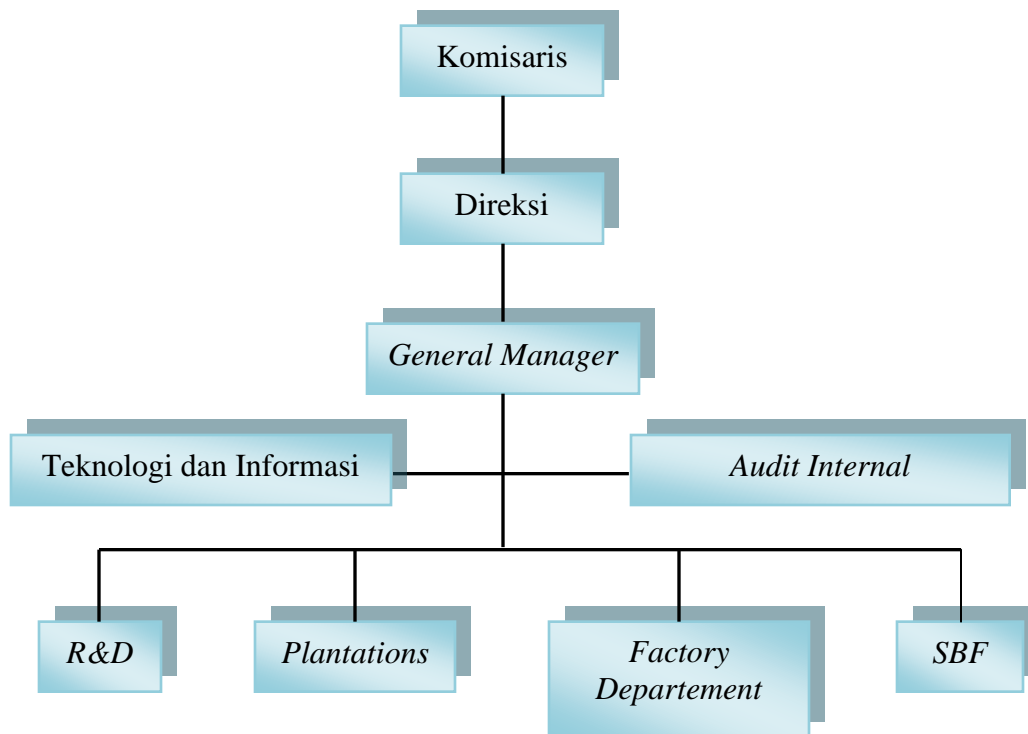 Komisaris
Direksi
General Manager
Teknologi dan Informasi
Audit Internal
R&D
Plantations
Factory
Departement
SBF